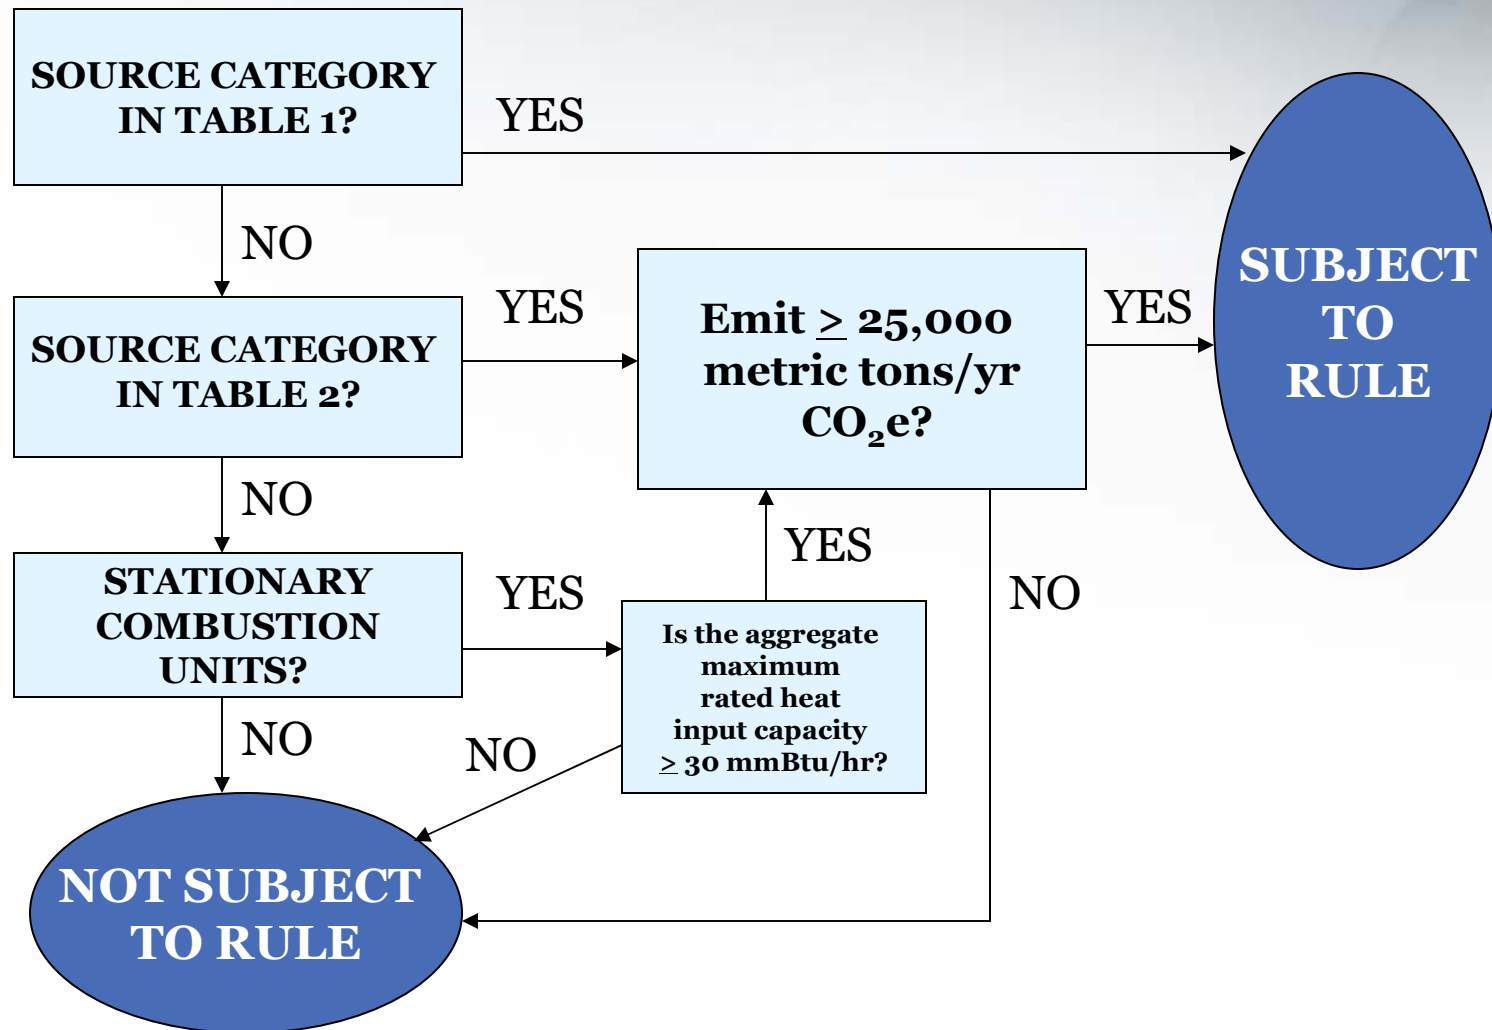 SOURCE CATEGORY
IN TABLE 1?
YES
NO
SOURCE CATEGORY
IN TABLE 2?
YES
Emit ≥ 25,000
metric tons/yr
CO₂e?
YES
SUBJECT
TO
RULE
NO
STATIONARY
COMBUSTION
UNITS?
YES
Is the aggregate
maximum
rated heat
input capacity
≥ 30 mmBtu/hr?
YES
NO
NO
NO
NOT SUBJECT
TO RULE